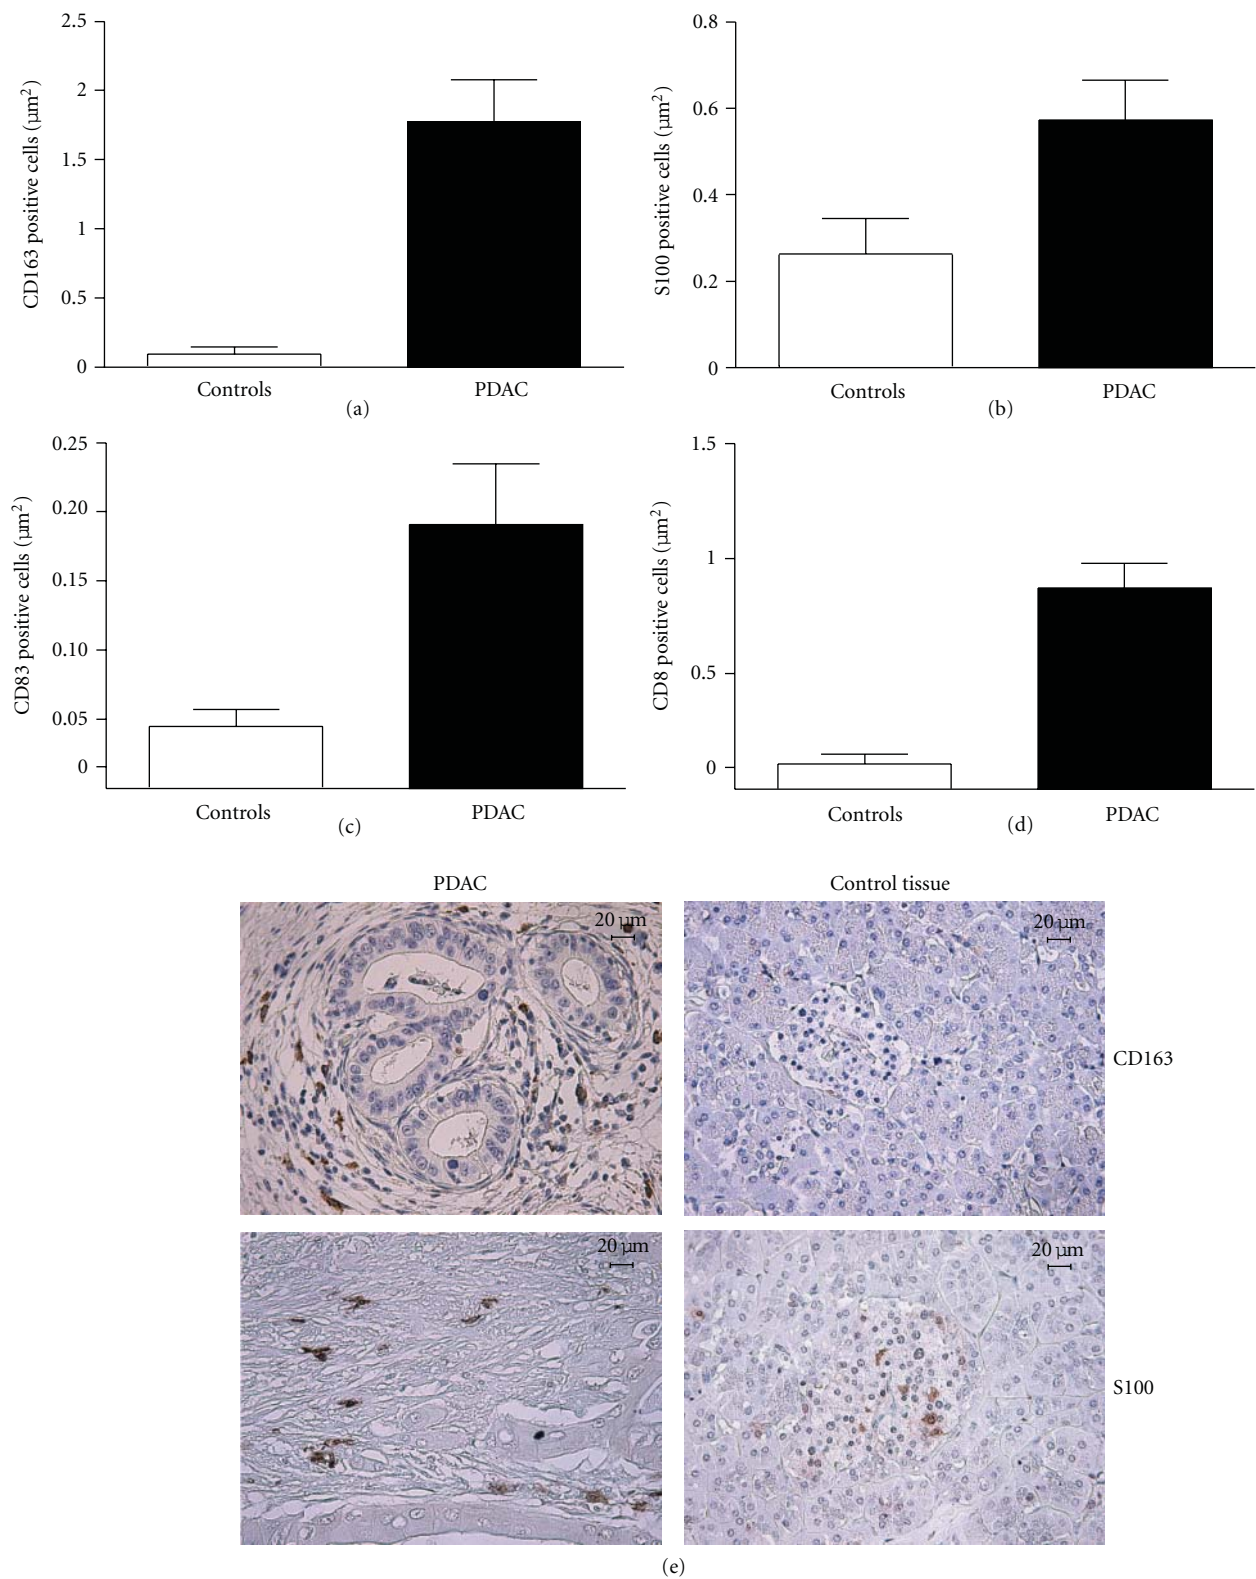 2.5
2
1.5
1
0.5
0
CD163 positive cells (µm²)
Controls
PDAC
(a)
0.8
0.6
0.4
0.2
0
S100 positive cells (µm²)
Controls
PDAC
(b)
0.25
0.20
0.15
0.10
0.05
0
CD83 positive cells (µm²)
Controls
PDAC
(c)
1.5
1
0.5
0
CD8 positive cells (µm²)
Controls
PDAC
(d)
PDAC
Control tissue
20 µm
20 µm
CD163
20 µm
20 µm
S100
(e)